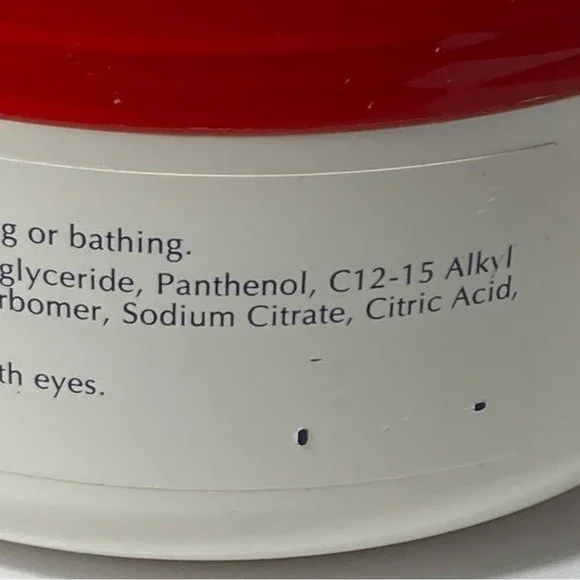 g or bathing.
glyceride, Panthenol, C12-15 Alkyl
rbomer, Sodium Citrate, Citric Acid,
th eyes.